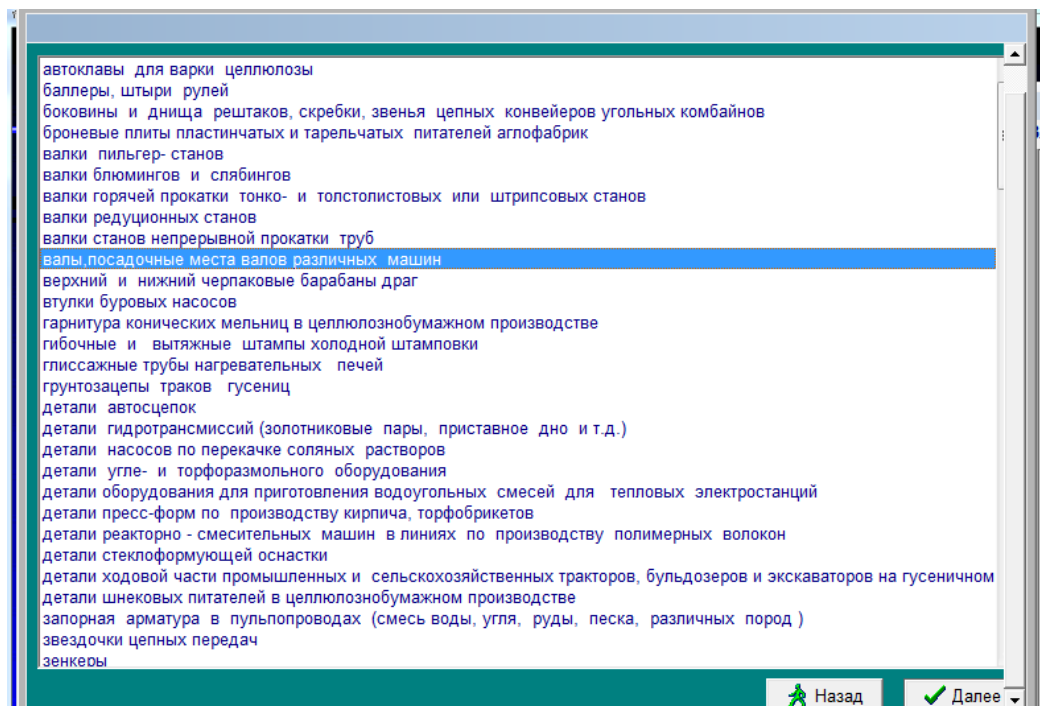 автоклавы для варки целлюлозы
баллеры, штыри рулей
боковины и днища рештаков, скребки, звенья цепных конвейеров угольных комбайнов
броневые плиты пластинчатых и тарельчатых питателей аглофабрик
валки пильгер- станов
валки блюмингов и слябингов
валки горячей прокатки тонко- и толстолистовых или штрипсовых станов
валки редуционных станов
валки станов непрерывной прокатки труб
валы,посадочные места валов различных машин
верхний и нижний черпаковые барабаны драг
втулки буровых насосов
гарнитура конических мельниц в целлюлознобумажном производстве
гибочные и вытяжные штампы холодной штамповки
глиссажные трубы нагревательных печей
грунтозацепы траков гусениц
детали автосцепок
детали гидротрансмиссий (золотниковые пары, приставное дно и т.д.)
детали насосов по перекачке соляных растворов
детали угле- и торфоразмольного оборудования
детали оборудования для приготовления водоугольных смесей для тепловых электростанций
детали пресс-форм по производству кирпича, торфобрикетов
детали реакторно - смесительных машин в линиях по производству полимерных волокон
детали стеклоформующей оснастки
детали ходовой части промышленных и сельскохозяйственных тракторов, бульдозеров и экскаваторов на гусеничном
детали шнековых питателей в целлюлознобумажном производстве
запорная арматура в пульпопроводах (смесь воды, угля, руды, песка, различных пород )
звездочки цепных передач
зенкеры
Назад Далее